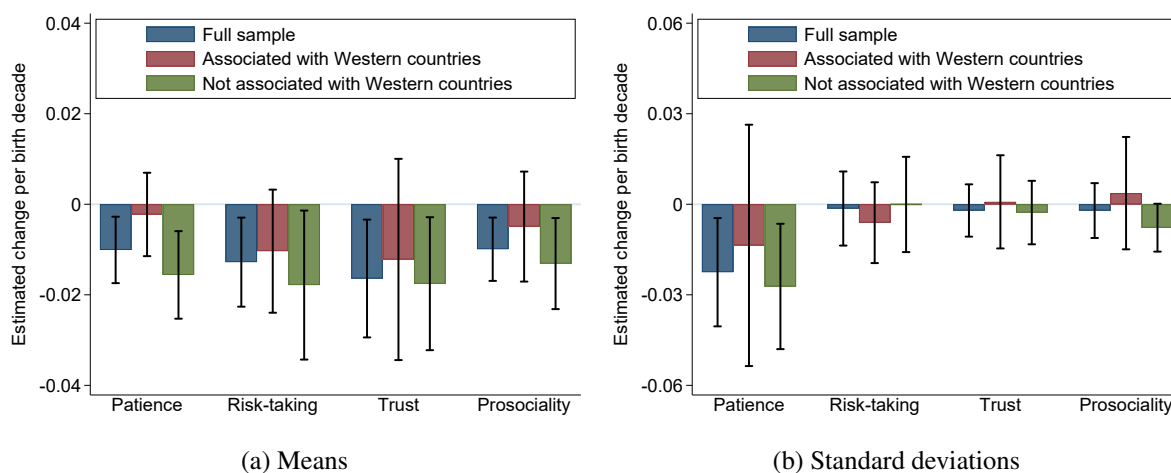 0.04
0.02
0
-0.02
-0.04
Estimated change per birth decade
Full sample
Associated with Western countries
Not associated with Western countries
Patience
Risk-taking
Trust
Prosociality
(a) Means
0.06
0.03
0
-0.03
-0.06
Estimated change per birth decade
Full sample
Associated with Western countries
Not associated with Western countries
Patience
Risk-taking
Trust
Prosociality
(b) Standard deviations